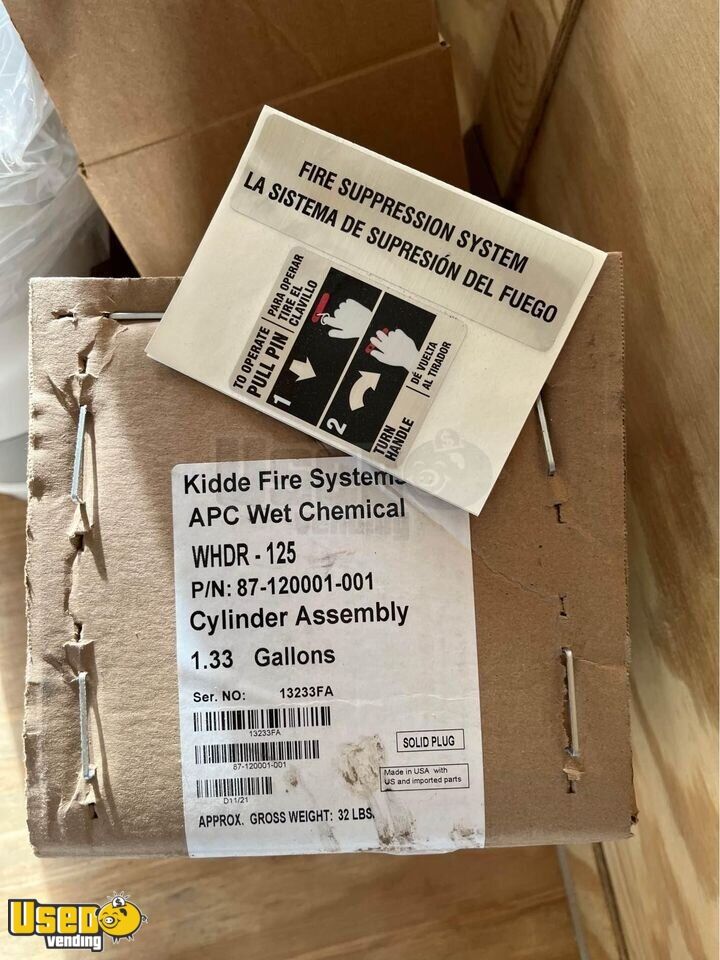 FIRE SUPPRESSION SYSTEM
LA SISTEMA DE SUPRESIÓN DEL FUEGO
TO OPERATE
PULL PIN
PARA OPERAR
TIRE EL
CLAVILLO
1
2
TURN
HANDLE
DÉ VUELTA
AL TIRADOR
Kidde Fire Systems
APC Wet Chemical
WHDR - 125
P/N: 87-120001-001
Cylinder Assembly
1.33 Gallons
Ser. NO: 13233FA
13233FA
87-120001-001
D11/21
SOLID PLUG
Made in USA with
US and imported parts
APPROX. GROSS WEIGHT: 32 LBS.
USED
vending